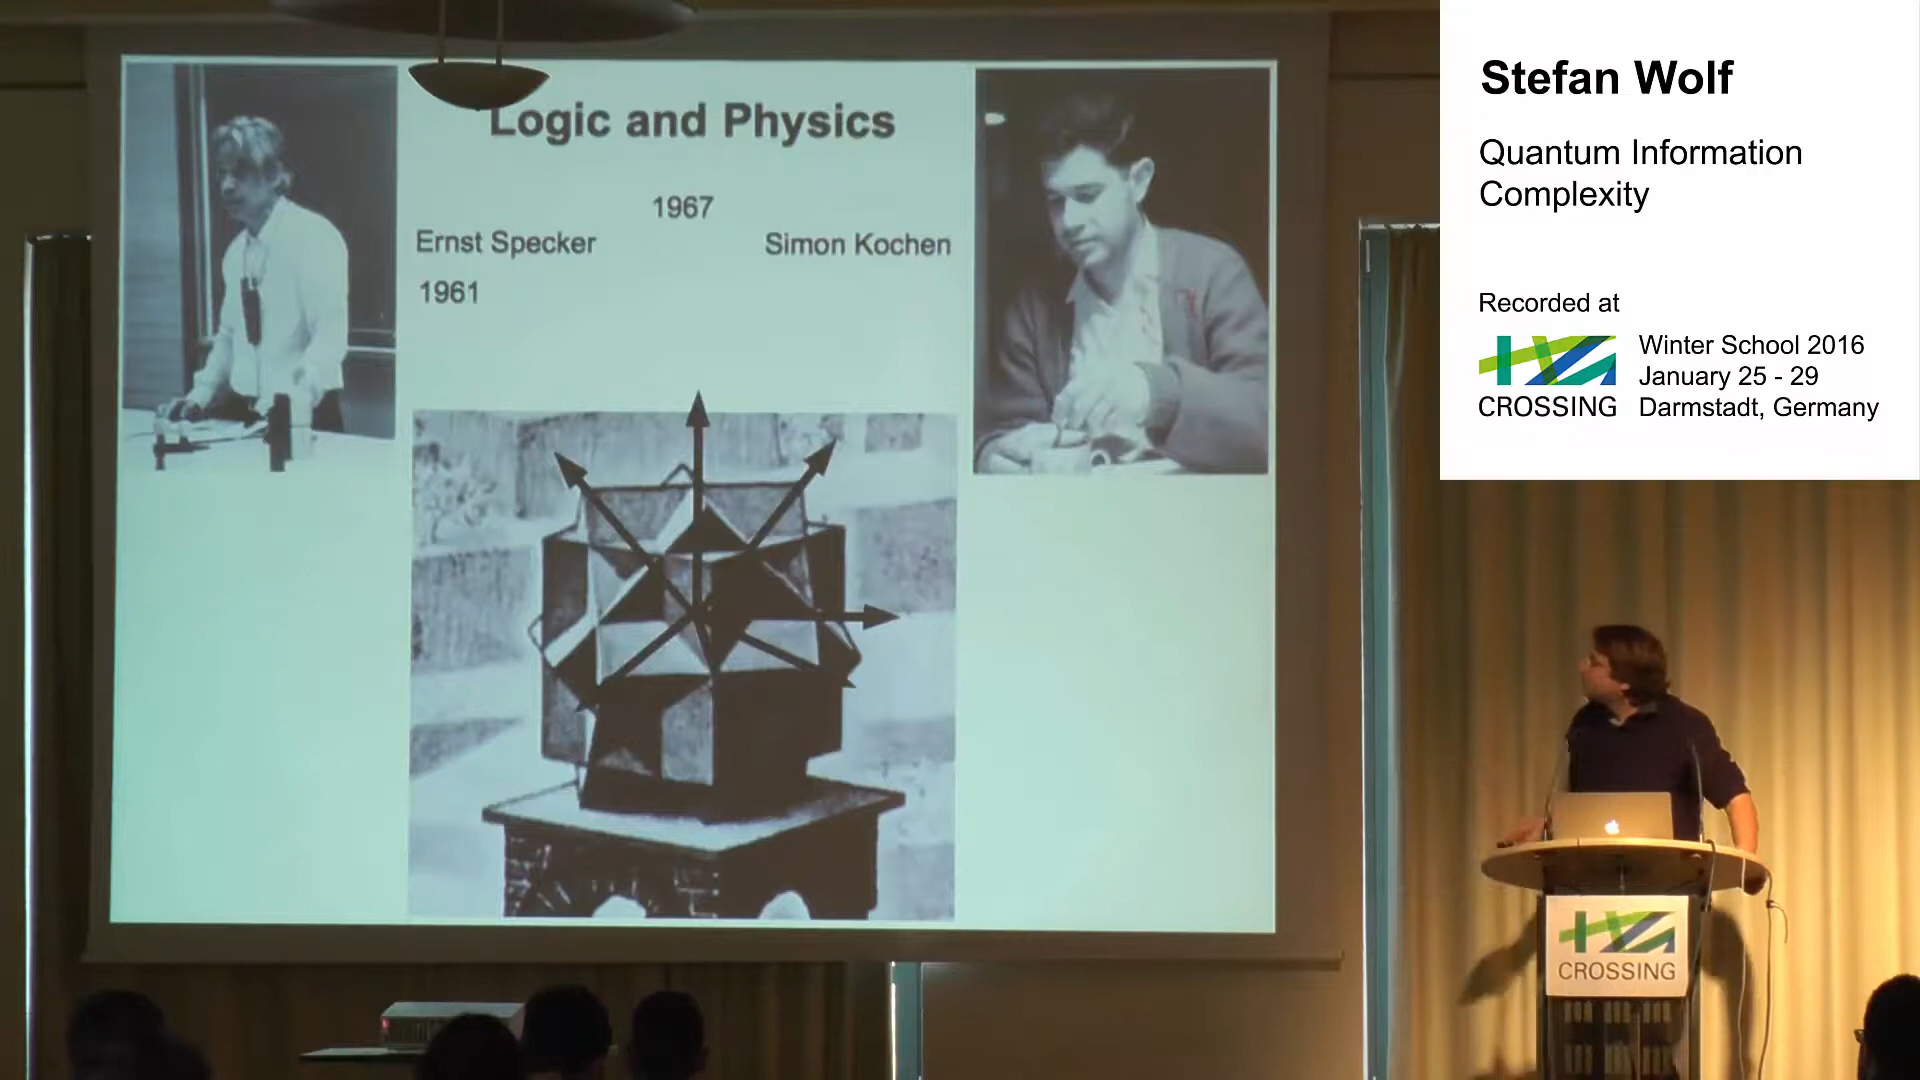 Logic and Physics
1967
Ernst Specker
Simon Kochen
1961
Stefan Wolf
Quantum Information
Complexity
Recorded at
CROSSING
Winter School 2016
January 25 - 29
Darmstadt, Germany
CROSSING